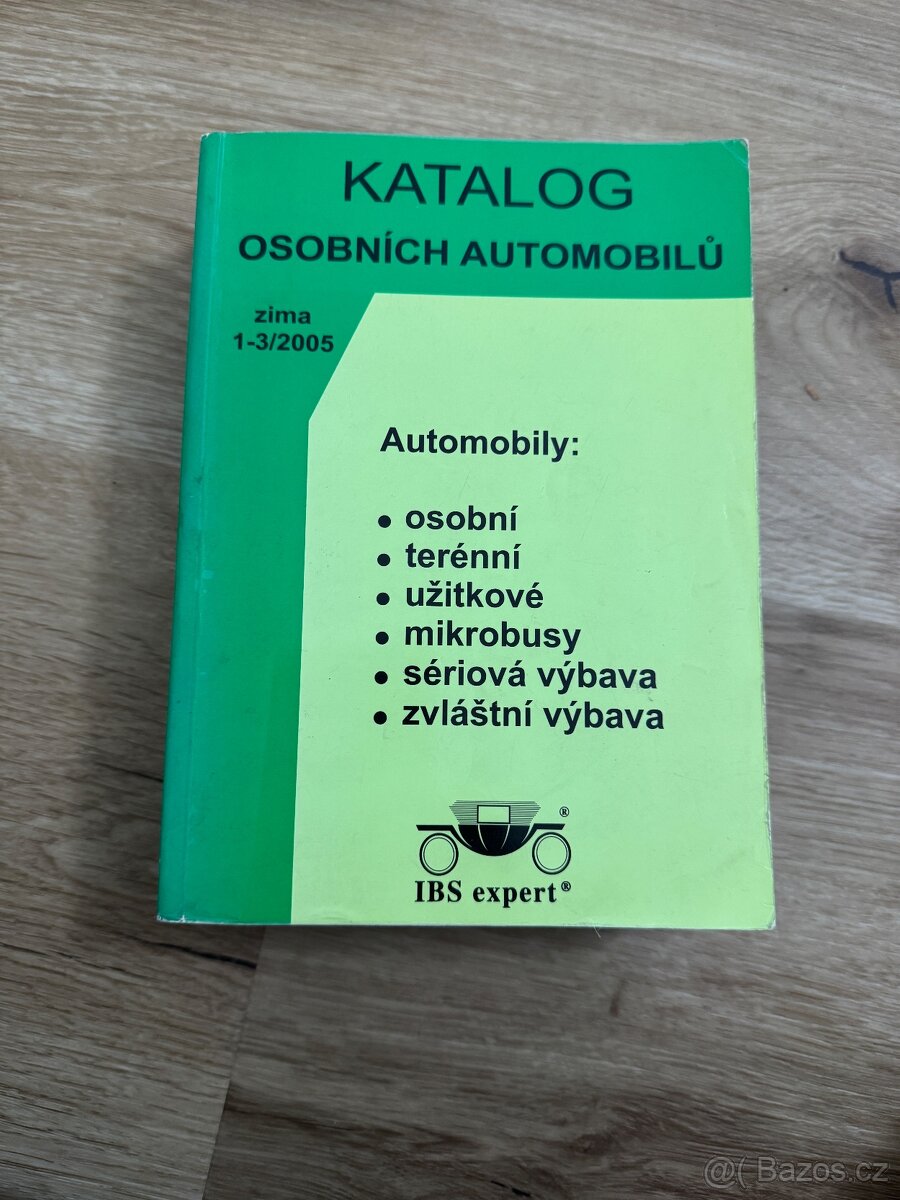 KATALOG
OSOBNÍCH AUTOMOBILŮ
zima
1-3/2005
Automobily:
• osobní
• terénní
• užitkové
• mikrobusy
• sériová výbava
• zvláštní výbava
®
IBS expert®
@( Bazos.cz